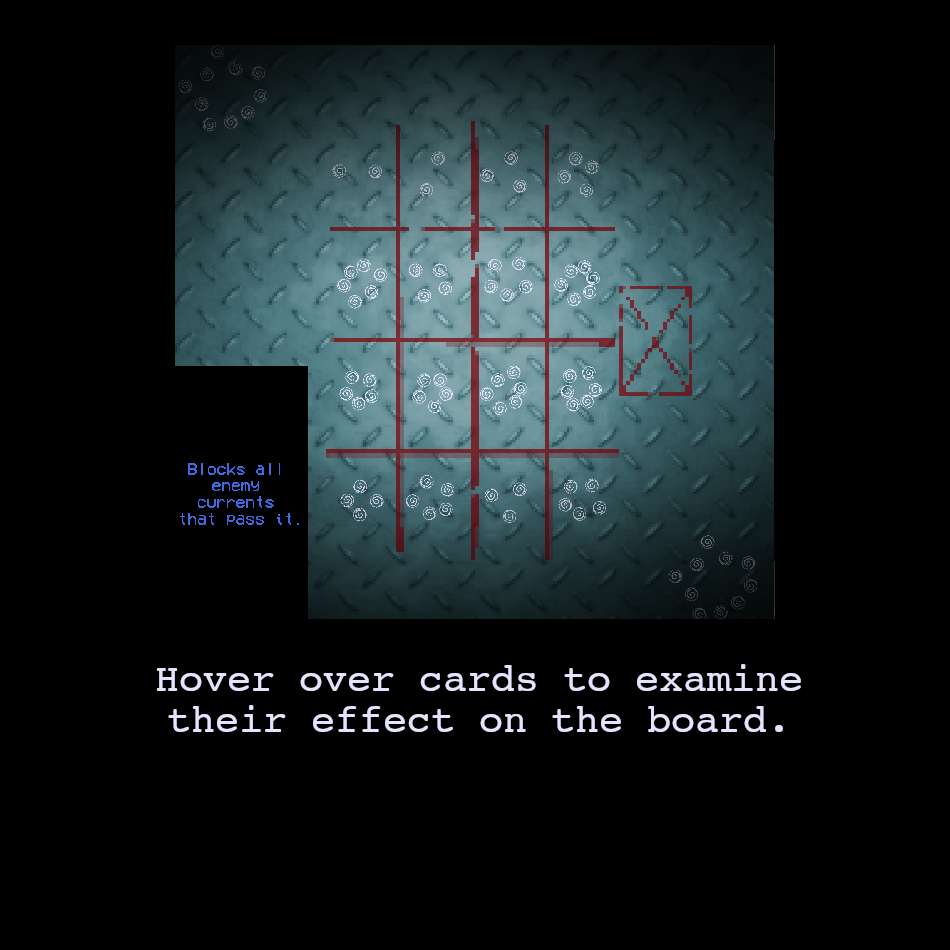 Blocks all
enemy
currents
that pass it.
Hover over cards to examine
their effect on the board.